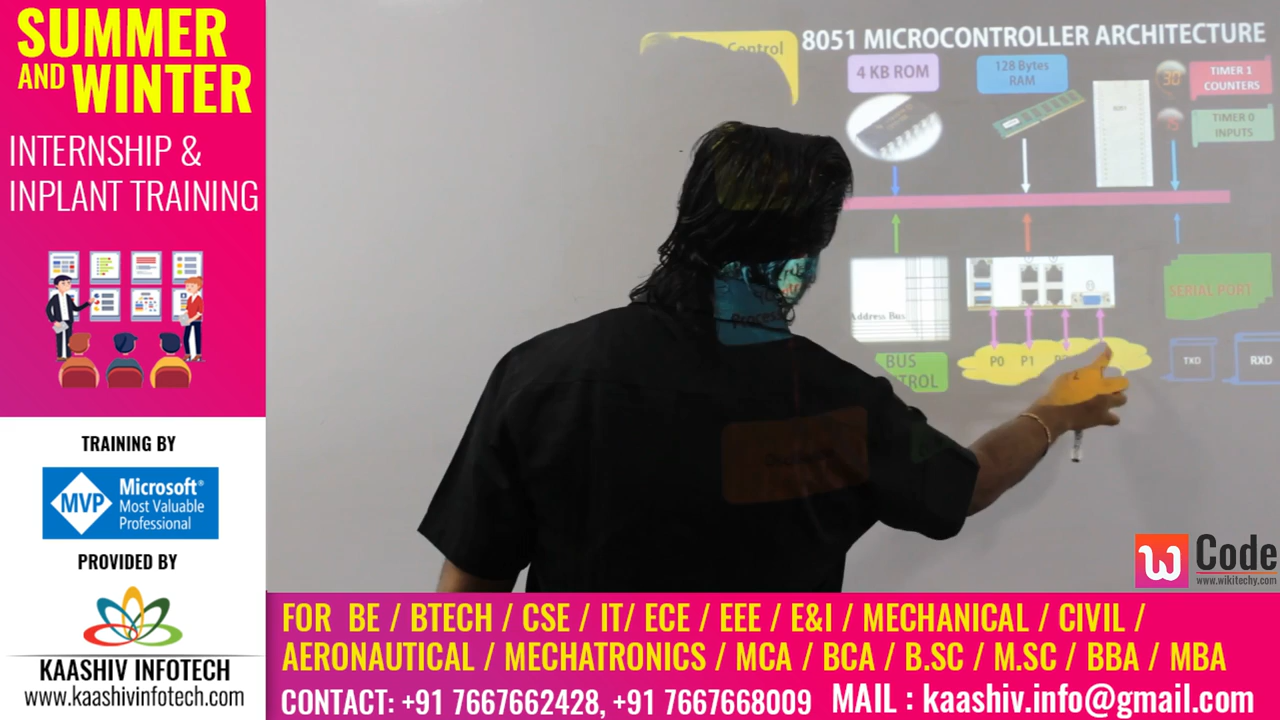 SUMMER
AND WINTER
INTERNSHIP &
INPLANT TRAINING
TRAINING BY
MVP
Microsoft®
Most Valuable
Professional
PROVIDED BY
KAASHIV INFOTECH
www.kaashivinfotech.com
Control
8051 MICROCONTROLLER ARCHITECTURE
4 KB ROM
128 Bytes
RAM
8051
30
TIMER 1
COUNTERS
15
TIMER 0
INPUTS
Address Bus
SERIAL PORT
BUS
P0
P1
TXD
RXD
W Code
www.wikitechy.com
FOR BE / BTECH / CSE / IT/ ECE / EEE / E&I / MECHANICAL / CIVIL /
AERONAUTICAL / MECHATRONICS / MCA / BCA / B.SC / M.SC / BBA / MBA
CONTACT: +91 7667662428, +91 7667668009 MAIL : kaashiv.info@gmail.com